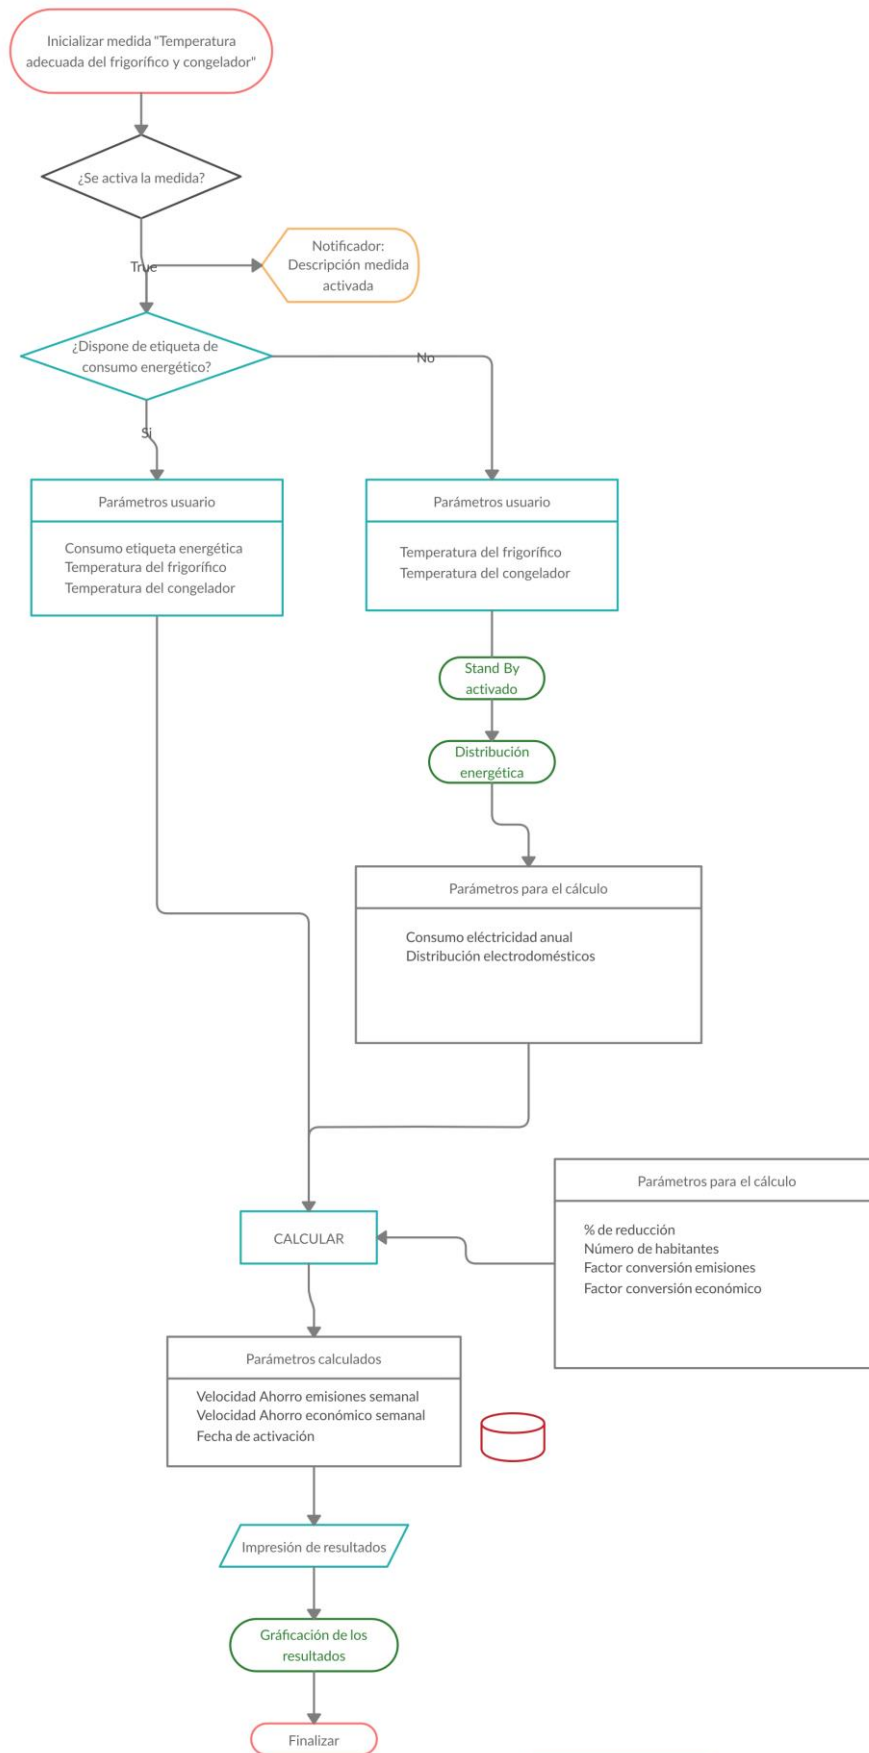 Inicializar medida "Temperatura
adecuada del frigorífico y congelador"
¿Se activa la medida?
True
Notificador:
Descripción medida
activada
¿Dispone de etiqueta de
consumo energético?
No
Si
Parámetros usuario
Consumo etiqueta energética
Temperatura del frigorífico
Temperatura del congelador
Parámetros usuario
Temperatura del frigorífico
Temperatura del congelador
Stand By
activado
Distribución
energética
Parámetros para el cálculo
Consumo eléctricidad anual
Distribución electrodomésticos
Parámetros para el cálculo
% de reducción
Número de habitantes
Factor conversión emisiones
Factor conversión económico
CALCULAR
Parámetros calculados
Velocidad Ahorro emisiones semanal
Velocidad Ahorro económico semanal
Fecha de activación
Impresión de resultados
Gráficación de los
resultados
Finalizar